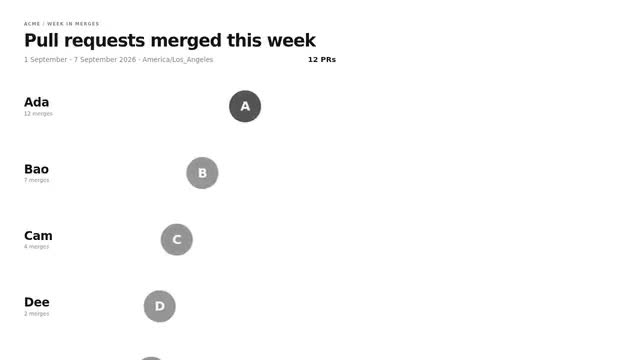 ACME / WEEK IN MERGES
Pull requests merged this week
1 September - 7 September 2026 - America/Los_Angeles
12 PRs
Ada
12 merges
A
Bao
7 merges
B
Cam
4 merges
C
Dee
2 merges
D